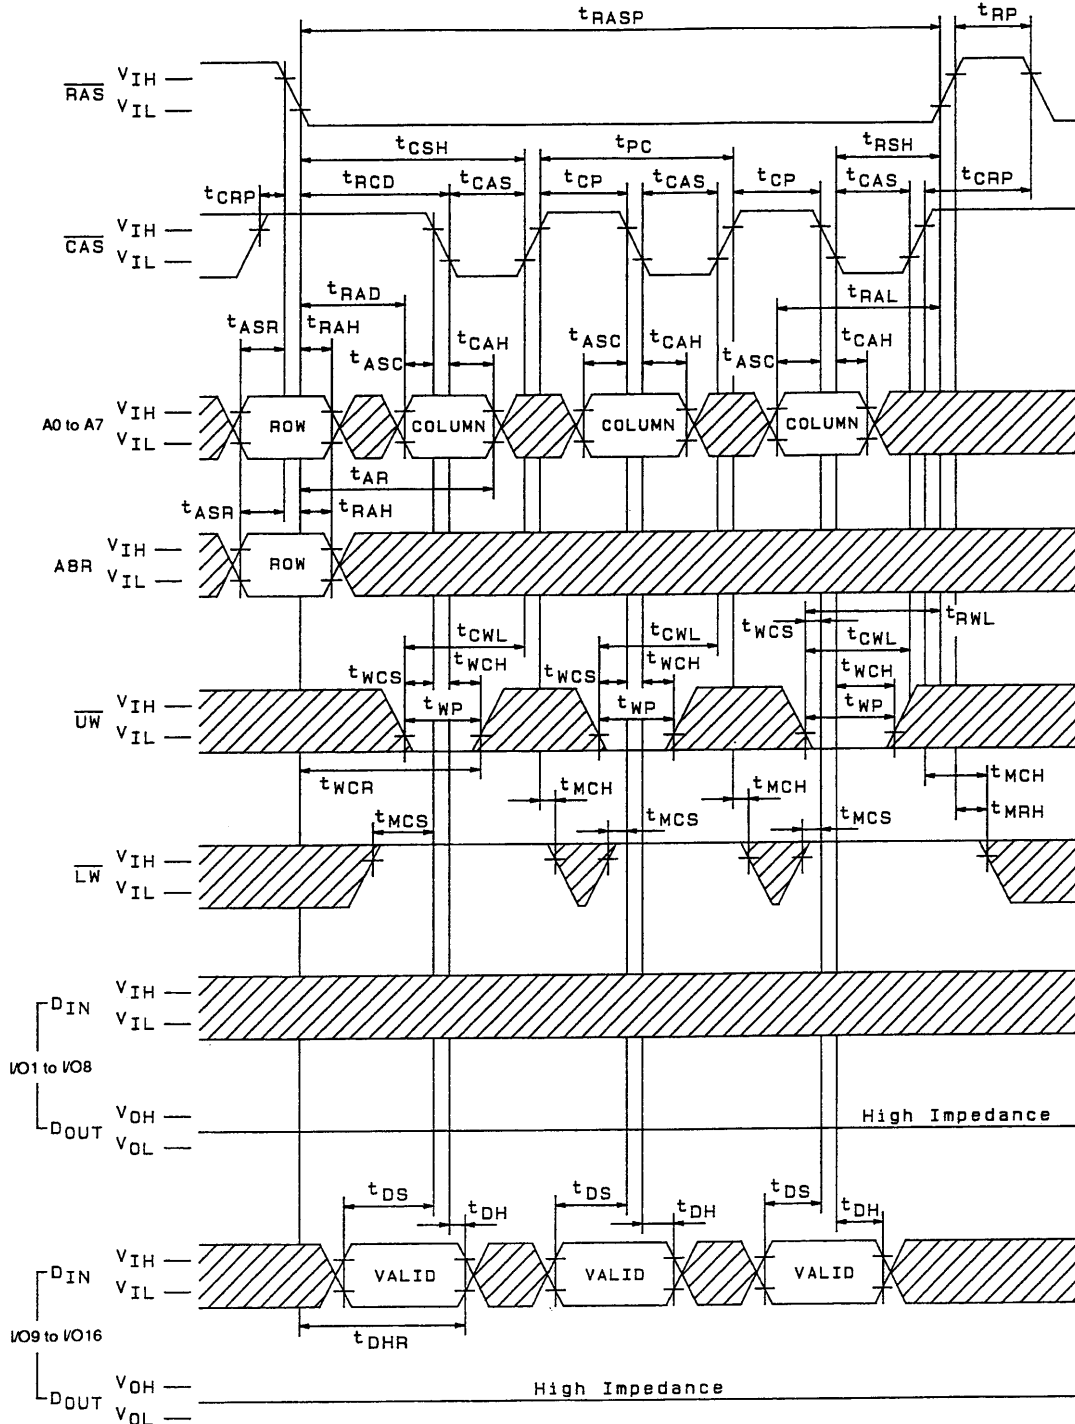 tRASP
tRP
RAS VIH
VIL
tCSH tPC tRSH
tCRP tRCD tCAS tCP tCAS tCP tCAS tCRP
CAS VIH
VIL
tRAD tRAL
tASR tRAH tASC tCAH tASC tCAH tASC tCAH
A0 to A7 VIH
VIL
ROW COLUMN COLUMN COLUMN
tAR
tASR tRAH
A8R VIH
VIL
ROW
tRWL
tCWL tCWL tWCS tCWL
tWCS tWCH tWCS tWCH tWCH
tWP tWP tWP
UW VIH
VIL
tWCR tMCH tMCH tMCH
tMCS tMCS tMCS tMRH
LW VIH
VIL
DIN VIH
VIL
I/O1 to I/O8
DOUT VOH
VOL
High Impedance
tDS tDH tDS tDH tDS tDH
DIN VIH
VIL
VALID VALID VALID
I/O9 to I/O16
tDHR
DOUT VOH
VOL
High Impedance